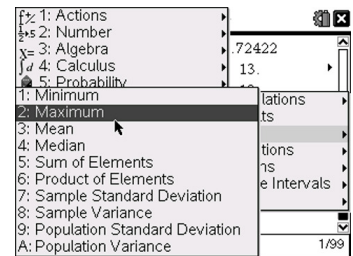 1: Actions
2: Number
3: Algebra
4: Calculus
5: Probability
.72422
13.
1: Minimum
2: Maximum
3: Mean
4: Median
5: Sum of Elements
6: Product of Elements
7: Sample Standard Deviation
8: Sample Variance
9: Population Standard Deviation
A: Population Variance
lations
ts
tions
ns
e Intervals
1/99